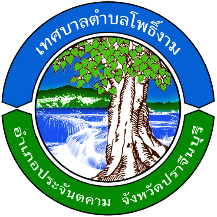 เทศบาลตำบลโพธิ์งาม
อำเภอประจันตคาม จังหวัดปราจีนบุรี